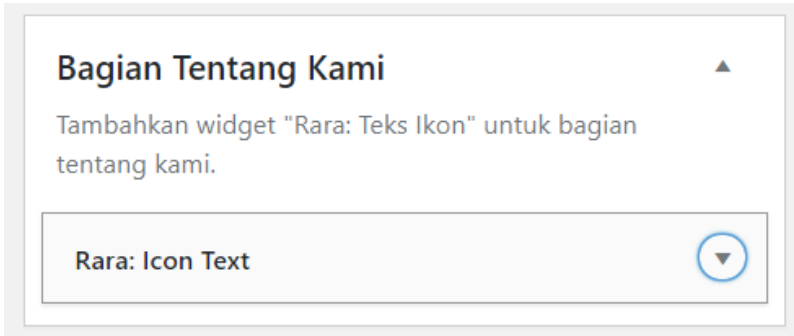 Bagian Tentang Kami
Tambahkan widget "Rara: Teks Ikon" untuk bagian
tentang kami.
Rara: Icon Text